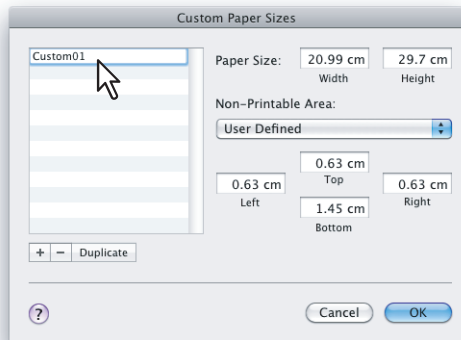 Custom Paper Sizes
Custom01
Paper Size: 20.99 cm 29.7 cm
Width Height
Non-Printable Area:
User Defined
0.63 cm
Top
0.63 cm 0.63 cm
Left Right
1.45 cm
Bottom
+ − Duplicate
? Cancel OK